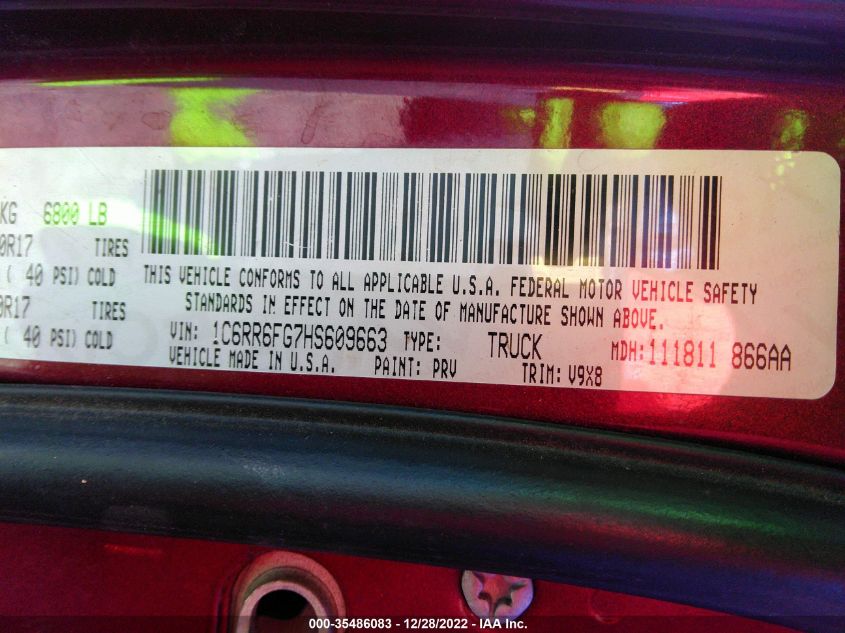 KG 6800 LB
0R17 TIRES
( 40 PSI) COLD
0R17 TIRES
( 40 PSI) COLD
THIS VEHICLE CONFORMS TO ALL APPLICABLE U.S.A. FEDERAL MOTOR VEHICLE SAFETY
STANDARDS IN EFFECT ON THE DATE OF MANUFACTURE SHOWN ABOVE.
VIN: 1C6RR6FG7HS609663 TYPE: TRUCK MDH:111811 866AA
VEHICLE MADE IN U.S.A. PAINT: PRV TRIM: V9X8
000-35486083 - 12/28/2022 - IAA Inc.